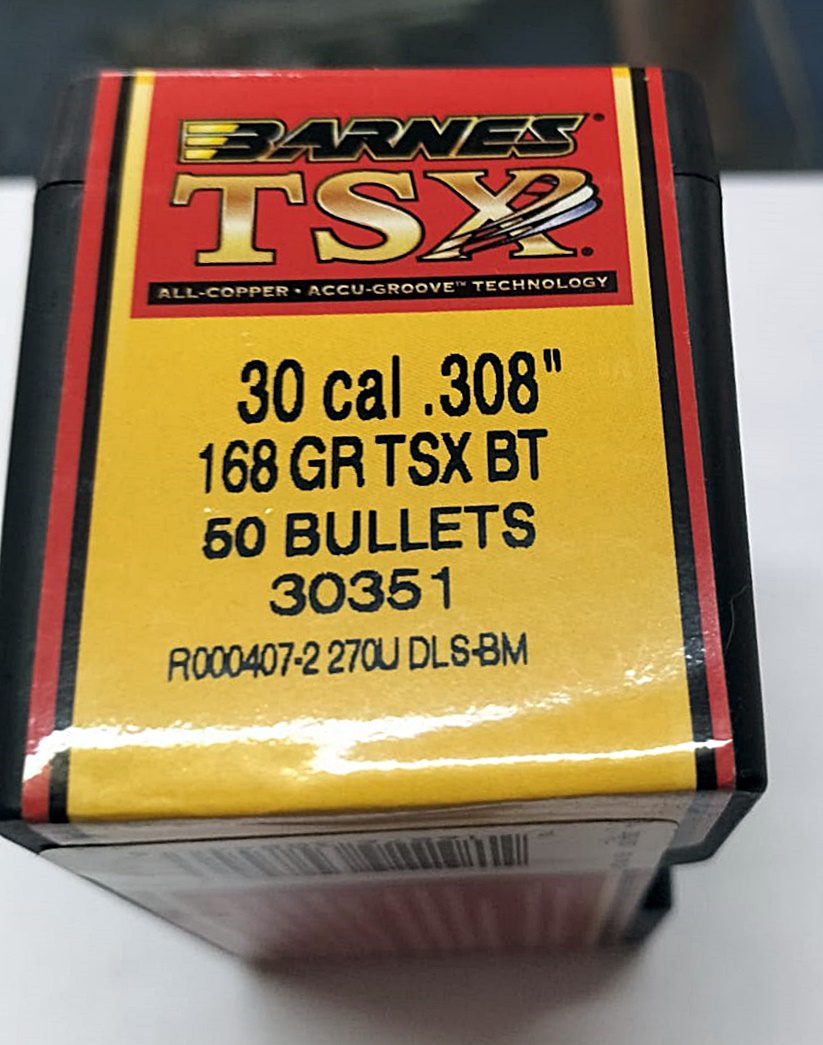 BARNES
TSX
ALL-COPPER • ACCU-GROOVE™ TECHNOLOGY
30 cal .308"
168 GR TSX BT
50 BULLETS
30351
R000407-2 270U DLS-BM